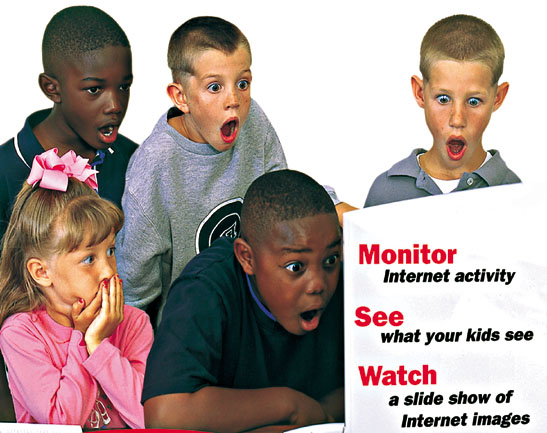 Monitor
Internet activity
See
what your kids see
Watch
a slide show of
Internet images